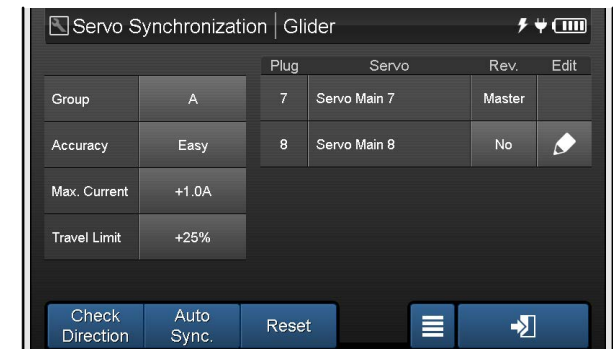 Servo Synchronization | Glider
Plug Servo Rev. Edit
Group A 7 Servo Main 7 Master
Accuracy Easy 8 Servo Main 8 No
Max. Current +1.0A
Travel Limit +25%
Check Direction
Auto Sync.
Reset